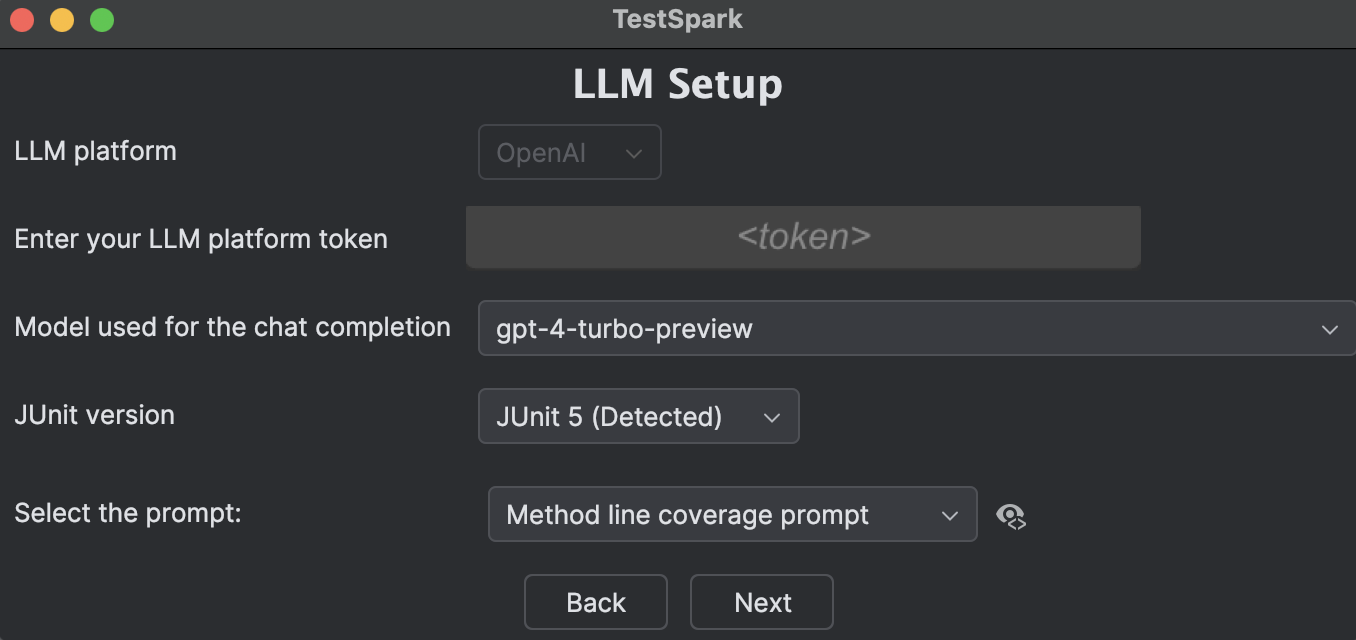 TestSpark
LLM Setup
LLM platform
OpenAI
Enter your LLM platform token
<token>
Model used for the chat completion
gpt-4-turbo-preview
JUnit version
JUnit 5 (Detected)
Select the prompt:
Method line coverage prompt
Back
Next